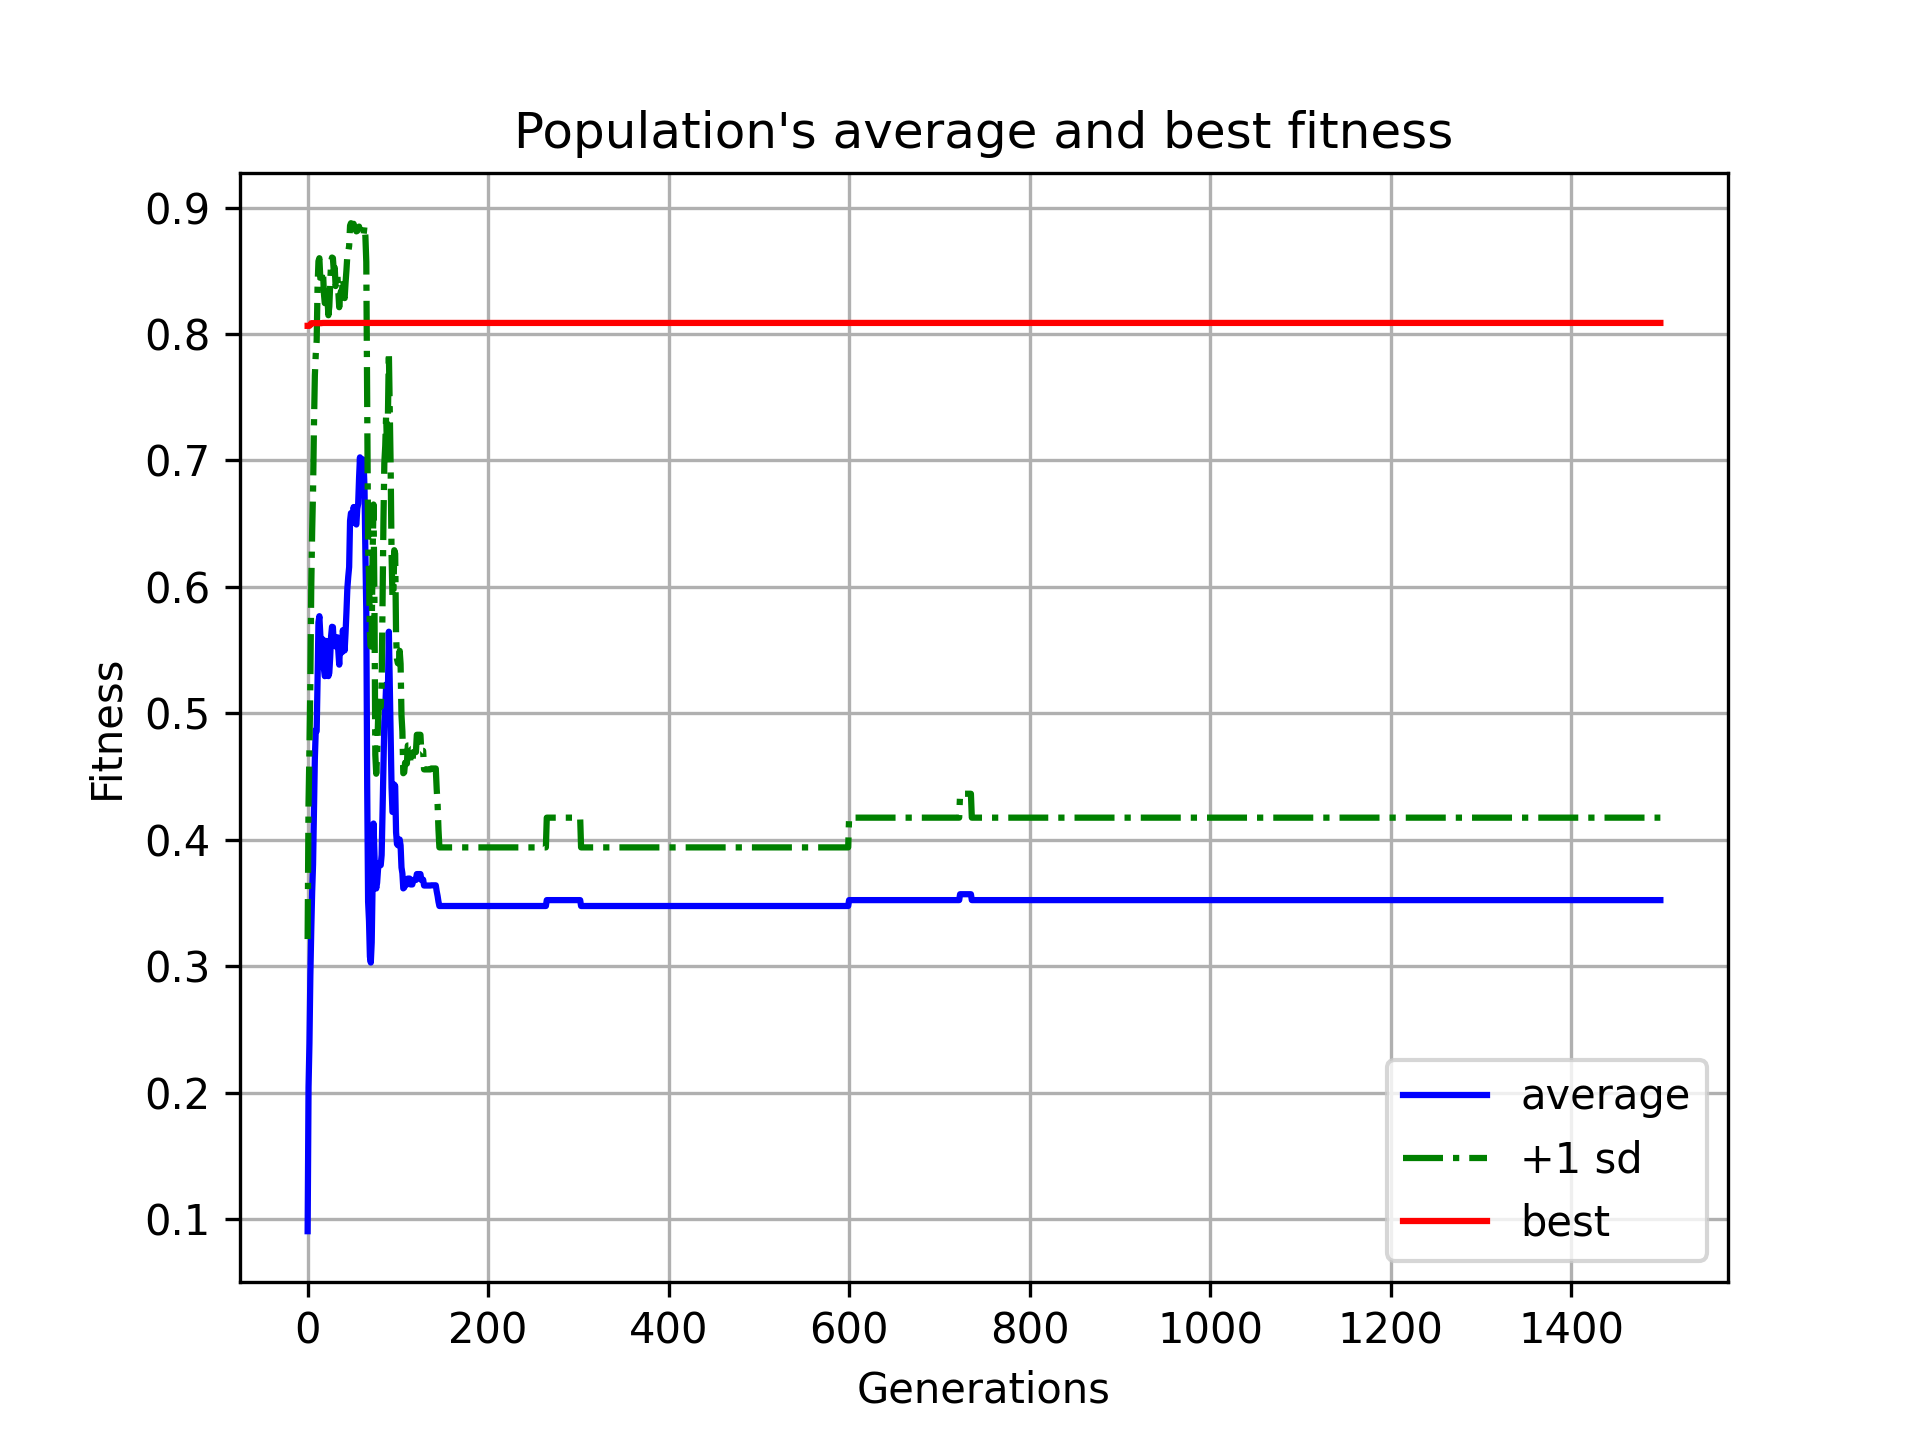 Population's average and best fitness
0.9
0.8
0.7
0.6
0.5
0.4
0.3
0.2
0.1
Fitness
average
+1 sd
best
0 200 400 600 800 1000 1200 1400
Generations